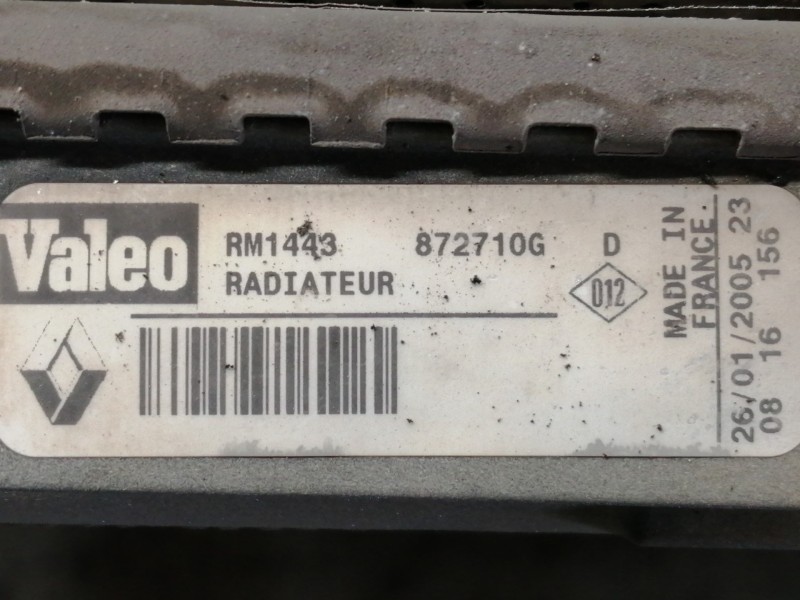 Valeo
RM1443 872710G D
RADIATEUR
012
MADE IN
FRANCE
26/01/2005 23
08 16 156